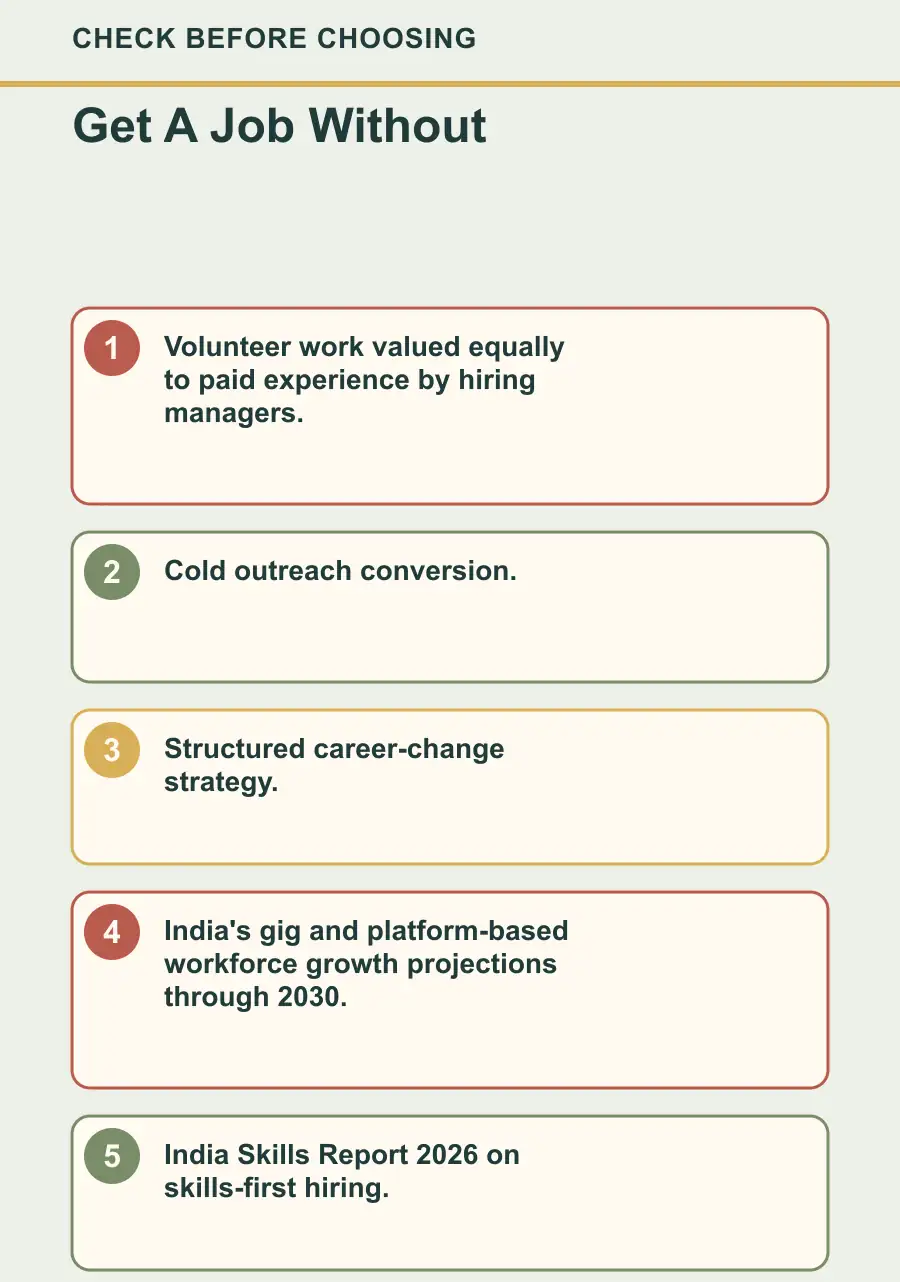 CHECK BEFORE CHOOSING
Get A Job Without
1
Volunteer work valued equally
to paid experience by hiring
managers.
2
Cold outreach conversion.
3
Structured career-change
strategy.
4
India's gig and platform-based
workforce growth projections
through 2030.
5
India Skills Report 2026 on
skills-first hiring.